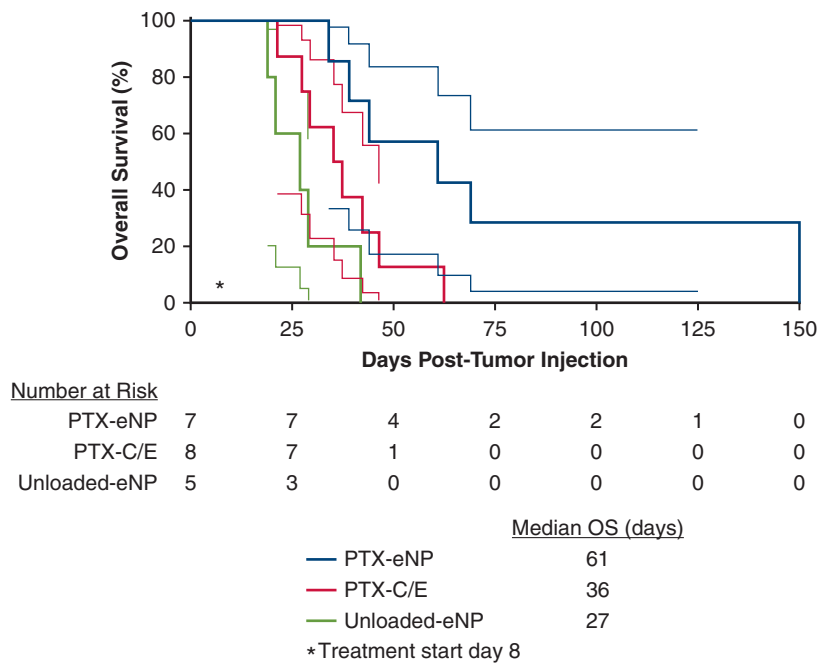 100
80
60
40
20
0
Overall Survival (%)
*
0 25 50 75 100 125 150
Days Post-Tumor Injection
Number at Risk
PTX-eNP 7 7 4 2 2 1 0
PTX-C/E 8 7 1 0 0 0 0
Unloaded-eNP 5 3 0 0 0 0 0
Median OS (days)
PTX-eNP 61
PTX-C/E 36
Unloaded-eNP 27
*Treatment start day 8